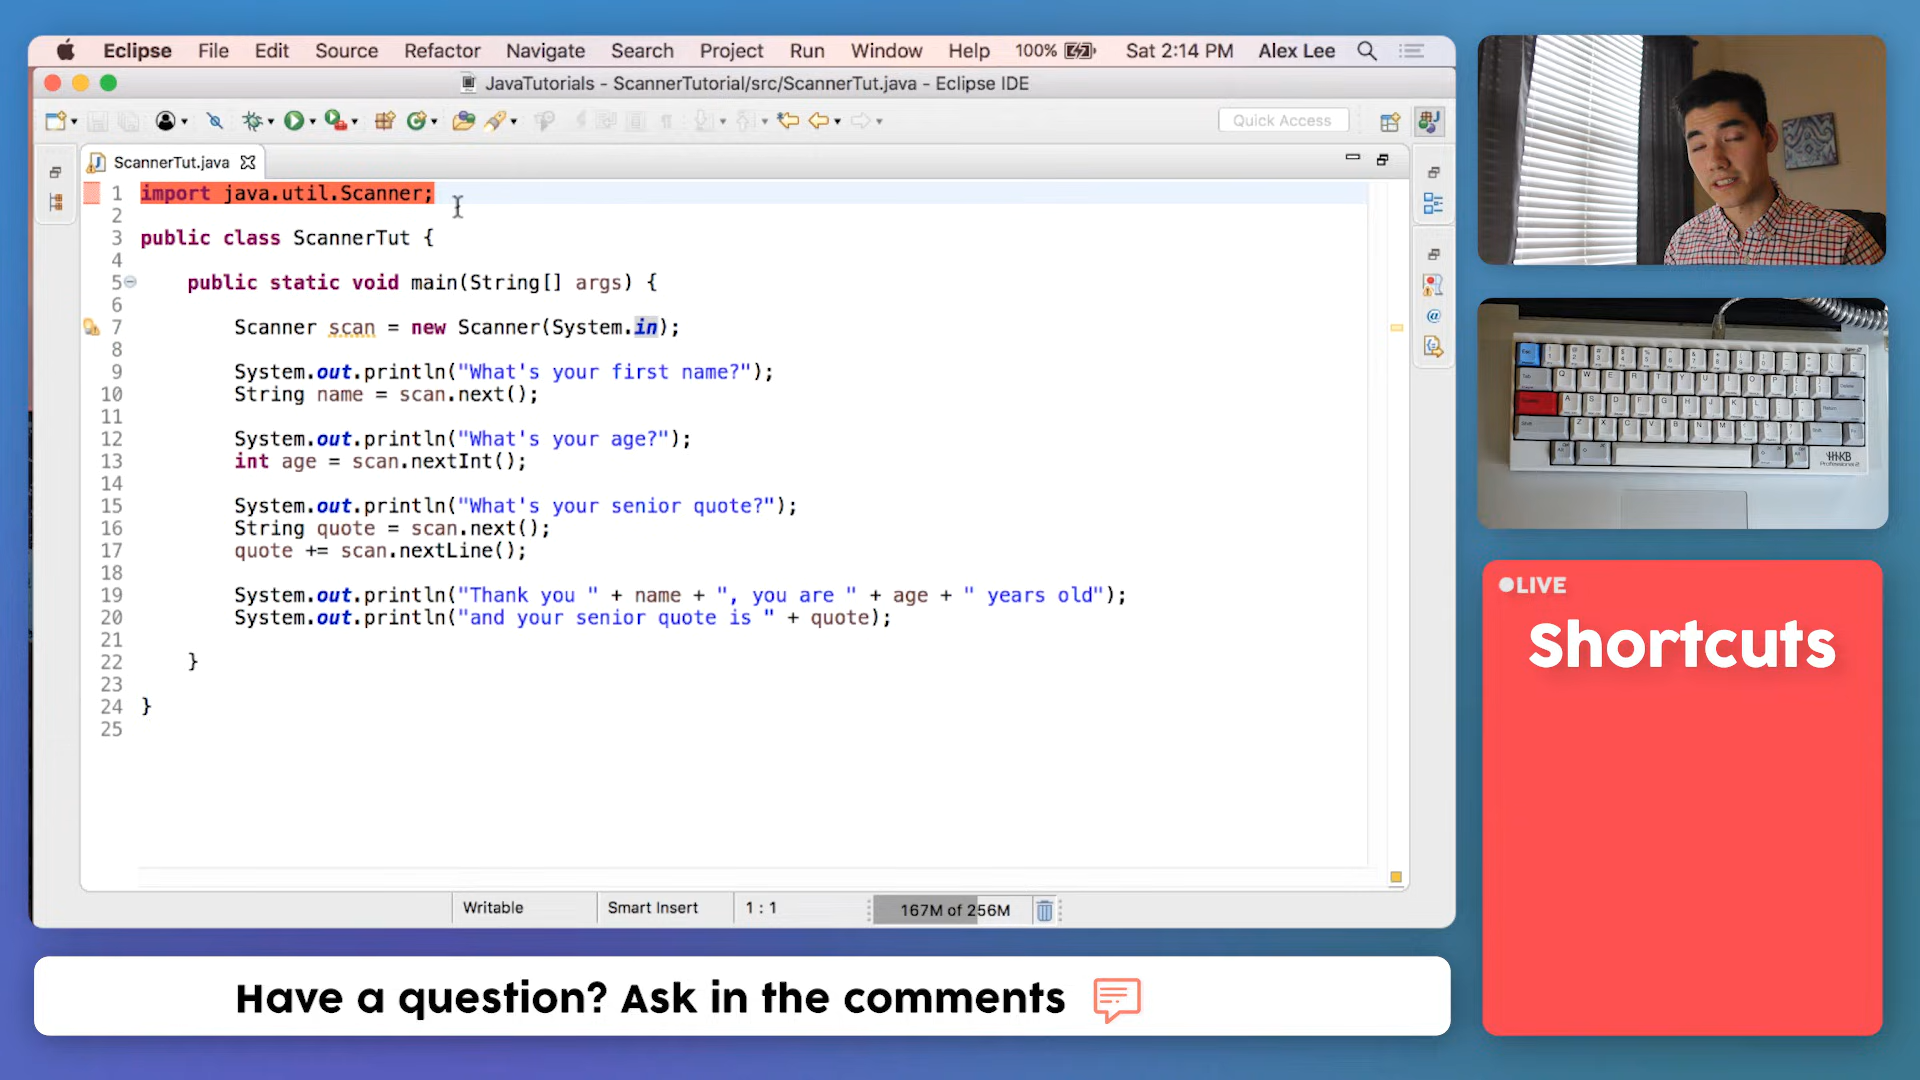 Eclipse File Edit Source Refactor Navigate Search Project Run Window Help 100% Sat 2:14 PM Alex Lee
JavaTutorials - ScannerTutorial/src/ScannerTut.java - Eclipse IDE
Quick Access
ScannerTut.java
1 import java.util.Scanner;
2
3 public class ScannerTut {
4
5 public static void main(String[] args) {
6
7 Scanner scan = new Scanner(System.in);
8
9 System.out.println("What's your first name?");
10 String name = scan.next();
11
12 System.out.println("What's your age?");
13 int age = scan.nextInt();
14
15 System.out.println("What's your senior quote?");
16 String quote = scan.next();
17 quote += scan.nextLine();
18
19 System.out.println("Thank you " + name + ", you are " + age + " years old");
20 System.out.println("and your senior quote is " + quote);
21
22 }
23
24 }
25
Writable Smart Insert 1 : 1 167M of 256M
Have a question? Ask in the comments
HHKB
LIVE
Shortcuts